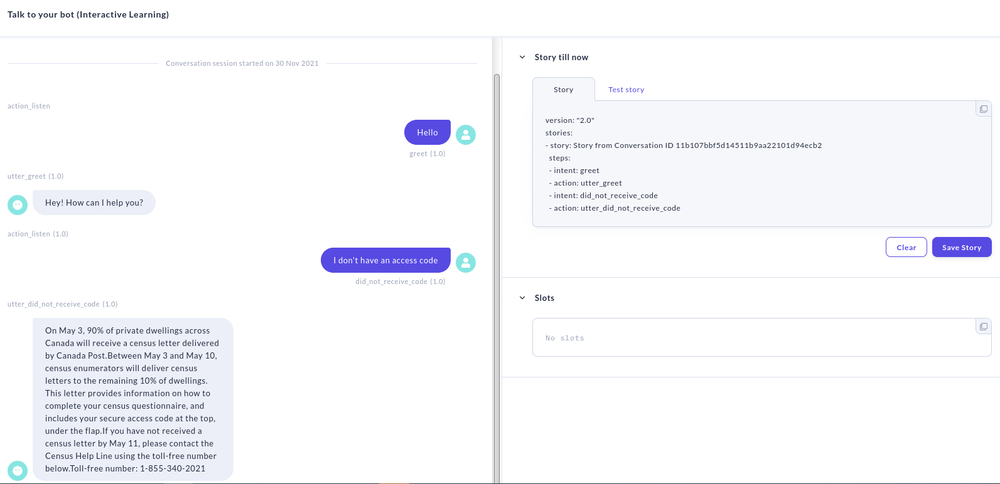 Talk to your bot (Interactive Learning)
Conversation session started on 30 Nov 2021
action_listen
Hello
greet (1.0)
utter_greet (1.0)
Hey! How can I help you?
action_listen (1.0)
I don't have an access code
did_not_receive_code (1.0)
utter_did_not_receive_code (1.0)
On May 3, 90% of private dwellings across
Canada will receive a census letter delivered
by Canada Post.Between May 3 and May 10,
census enumerators will deliver census
letters to the remaining 10% of dwellings.
This letter provides information on how to
complete your census questionnaire, and
includes your secure access code at the top,
under the flap.If you have not received a
census letter by May 11, please contact the
Census Help Line using the toll-free number
below.Toll-free number: 1-855-340-2021
Story till now
Story
Test story
version: "2.0"
stories:
- story: Story from Conversation ID 11b107bbf5d14511b9aa22101d94ecb2
steps:
- intent: greet
- action: utter_greet
- intent: did_not_receive_code
- action: utter_did_not_receive_code
Clear
Save Story
Slots
No slots